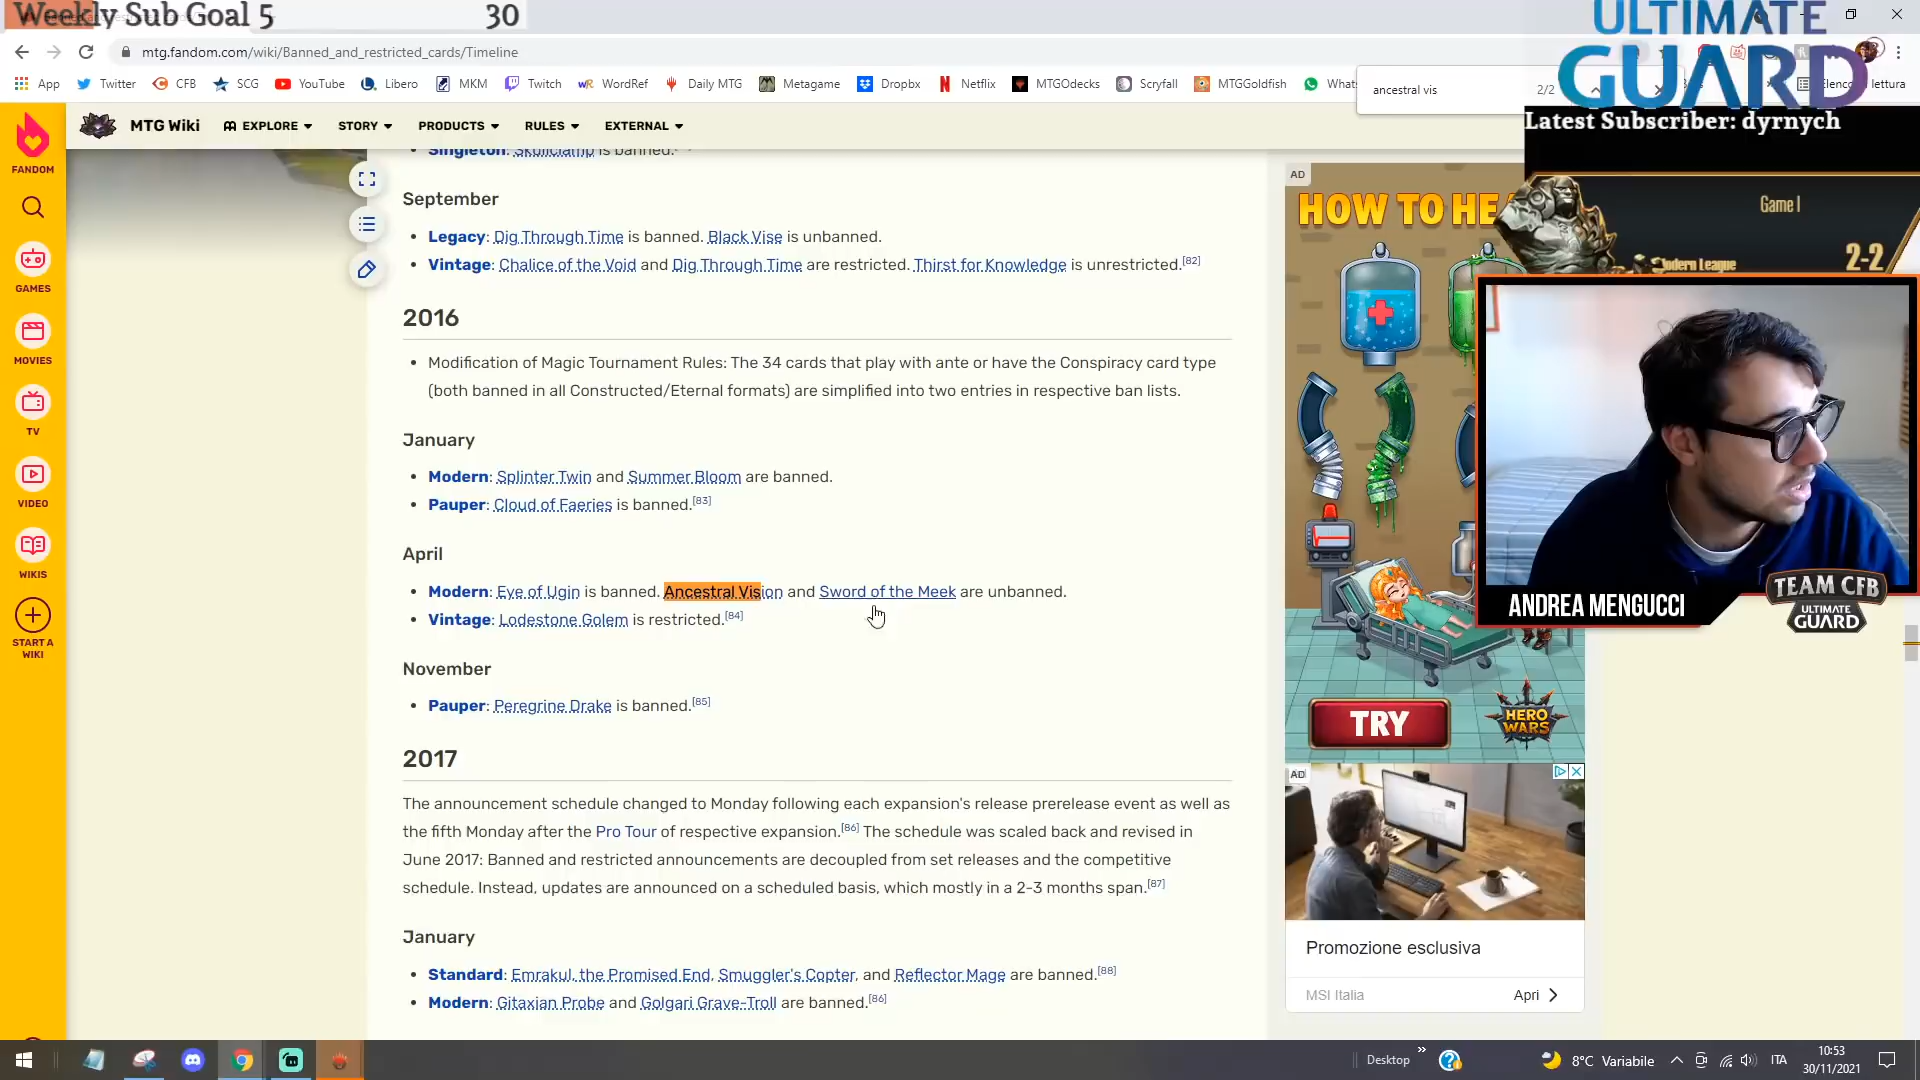 Weekly Sub Goal 5 30
ULTIMATE
GUARD
mtg.fandom.com/wiki/Banned_and_restricted_cards/Timeline
App Twitter CFB SCG YouTube Libero MKM Twitch WordRef Daily MTG Metagame Dropbx Netflix MTGOdecks Scryfall MTGGoldfish Whats
lenco lettura
ancestral vis 2/2
Latest Subscriber: dyrnych
MTG Wiki EXPLORE STORY PRODUCTS RULES EXTERNAL
FANDOM
GAMES
MOVIES
TV
VIDEO
WIKIS
START A
WIKI
• Singleton: Skullclamp is banned.
September
• Legacy: Dig Through Time is banned. Black Vise is unbanned.
• Vintage: Chalice of the Void and Dig Through Time are restricted. Thirst for Knowledge is unrestricted.[82]
2016
• Modification of Magic Tournament Rules: The 34 cards that play with ante or have the Conspiracy card type
(both banned in all Constructed/Eternal formats) are simplified into two entries in respective ban lists.
January
• Modern: Splinter Twin and Summer Bloom are banned.
• Pauper: Cloud of Faeries is banned.[83]
April
• Modern: Eye of Ugin is banned. Ancestral Vision and Sword of the Meek are unbanned.
• Vintage: Lodestone Golem is restricted.[84]
November
• Pauper: Peregrine Drake is banned.[85]
2017
The announcement schedule changed to Monday following each expansion's release prerelease event as well as
the fifth Monday after the Pro Tour of respective expansion.[86] The schedule was scaled back and revised in
June 2017: Banned and restricted announcements are decoupled from set releases and the competitive
schedule. Instead, updates are announced on a scheduled basis, which mostly in a 2-3 months span.[87]
January
• Standard: Emrakul, the Promised End, Smuggler's Copter, and Reflector Mage are banned.[88]
• Modern: Gitaxian Probe and Golgari Grave-Troll are banned.[86]
AD
HOW TO HE
TRY
HERO
WARS
AD
Promozione esclusiva
MSI Italia Apri
Game 1
Modern League 2-2
ANDREA MENGUCCI
TEAM CFB
ULTIMATE
GUARD
Desktop
8°C Variabile
ITA
10:53
30/11/2021